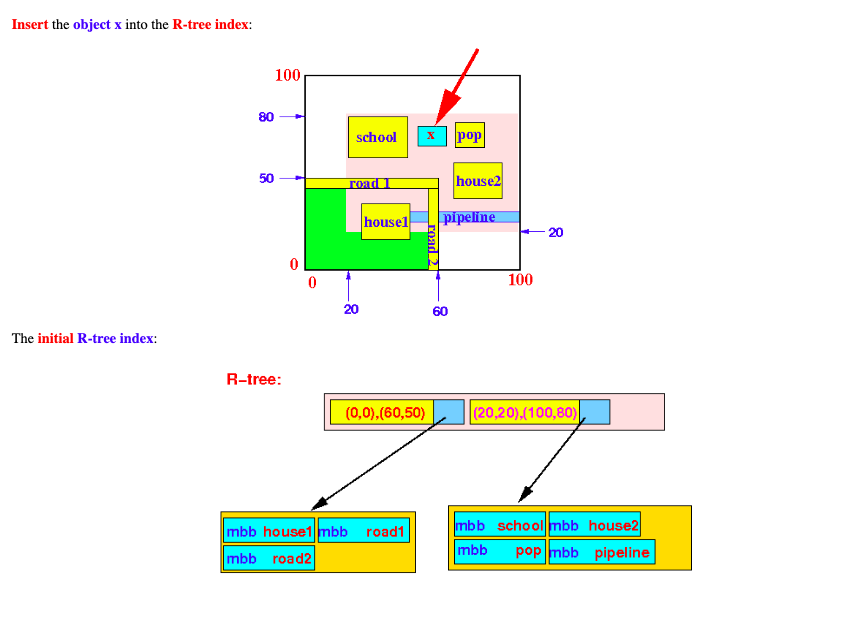 Insert the object x into the R-tree index:
100
80
school
x
pop
50
road 1
house2
house1
pipeline
road 2
20
0
0
100
20
60
The initial R-tree index:
R-tree:
(0,0),(60,50) (20,20),(100,80)
mbb house1 mbb road1
mbb road2
mbb school mbb house2
mbb pop mbb pipeline